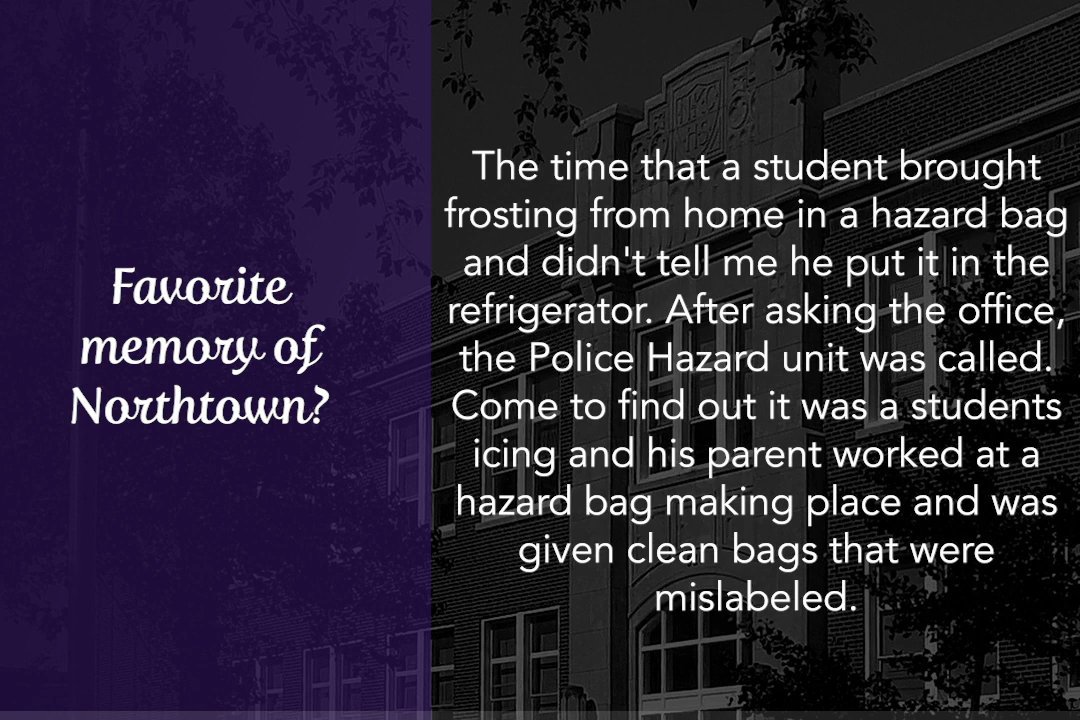 Favorite
memory of
Northtown?
The time that a student brought
frosting from home in a hazard bag
and didn't tell me he put it in the
refrigerator. After asking the office,
the Police Hazard unit was called.
Come to find out it was a students
icing and his parent worked at a
hazard bag making place and was
given clean bags that were
mislabeled.